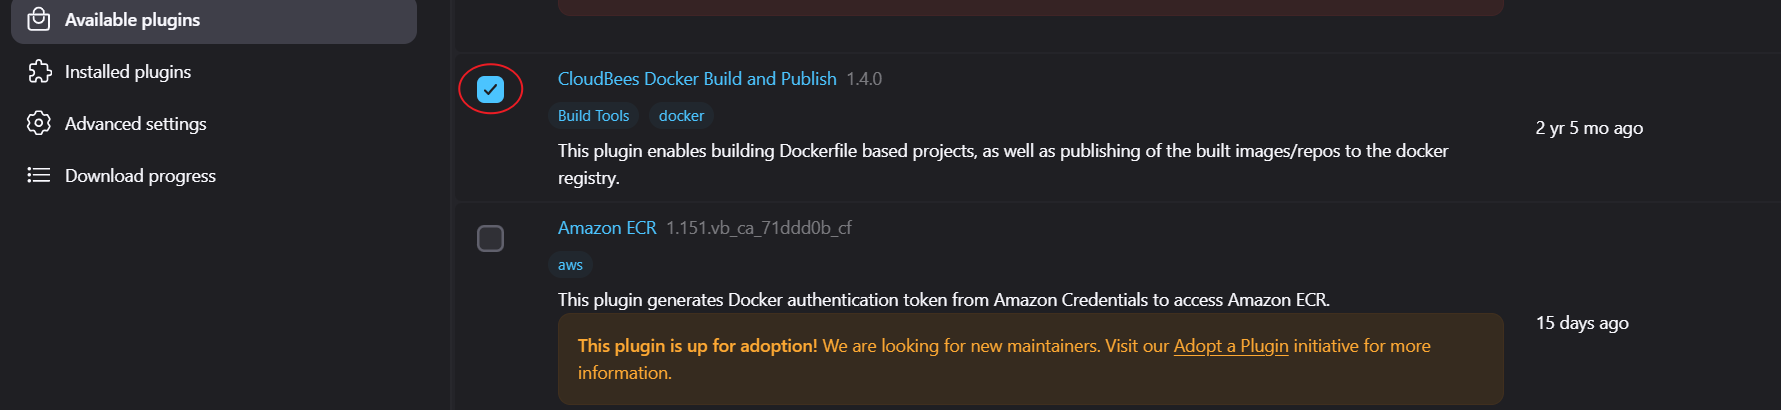 Available plugins
Installed plugins
Advanced settings
Download progress
CloudBees Docker Build and Publish 1.4.0
Build Tools docker
This plugin enables building Dockerfile based projects, as well as publishing of the built images/repos to the docker
registry.
2 yr 5 mo ago
Amazon ECR 1.151.vb_ca_71ddd0b_cf
aws
This plugin generates Docker authentication token from Amazon Credentials to access Amazon ECR.
This plugin is up for adoption! We are looking for new maintainers. Visit our Adopt a Plugin initiative for more
information.
15 days ago